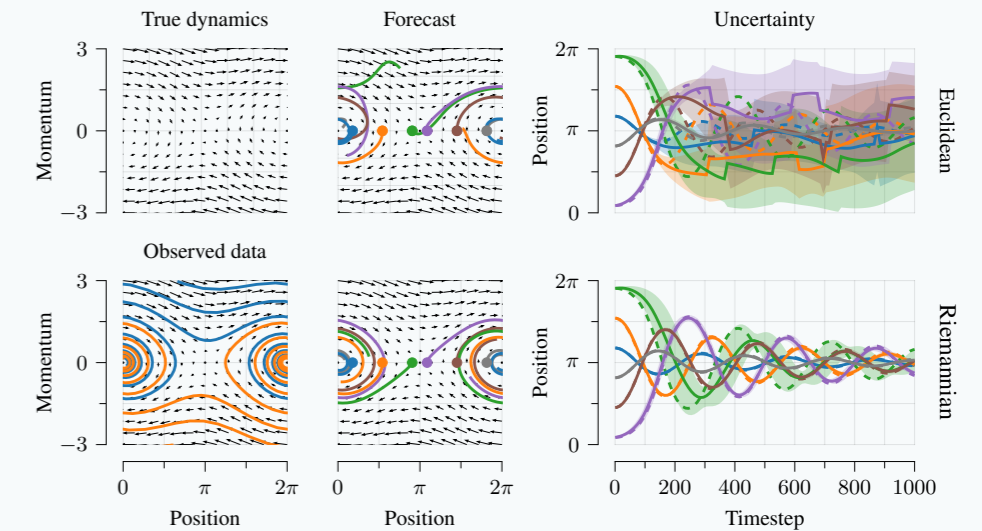 True dynamics
Forecast
Uncertainty
Momentum
3
0
−3
Position
2π
π
0
Euclidean
Observed data
Momentum
3
0
−3
Position
2π
π
0
Riemannian
0 π 2π
0 π 2π
0 200 400 600 800 1000
Position
Position
Timestep